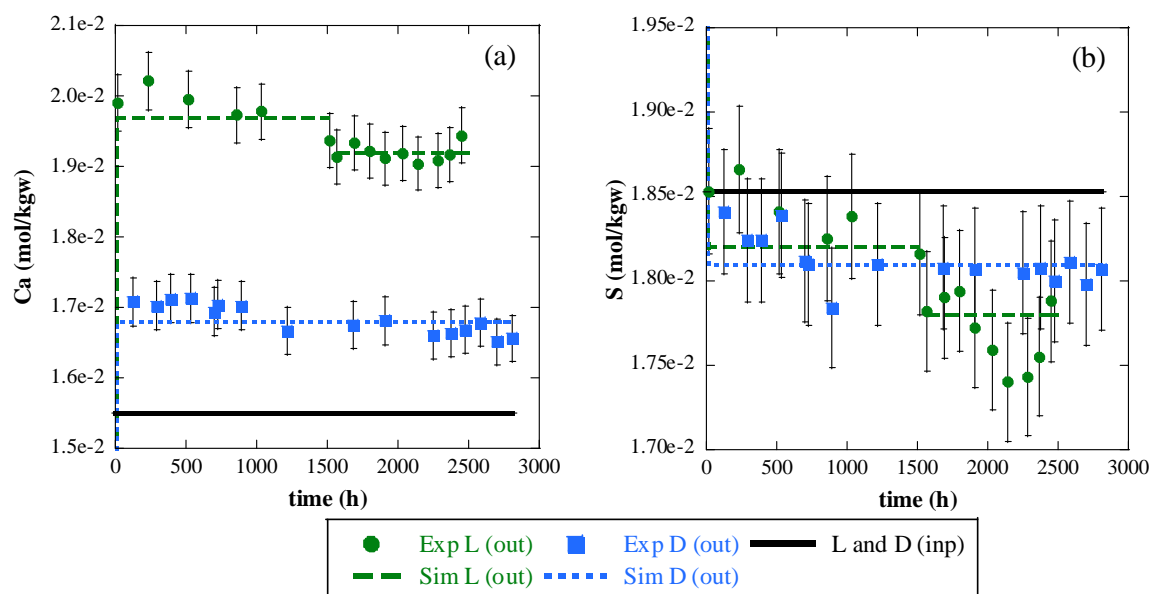 2.1e-2
2.0e-2
1.9e-2
1.8e-2
1.7e-2
1.6e-2
1.5e-2
Ca (mol/kgw)
(a)
0 500 1000 1500 2000 2500 3000
time (h)
1.95e-2
1.90e-2
1.85e-2
1.80e-2
1.75e-2
1.70e-2
S (mol/kgw)
(b)
0 500 1000 1500 2000 2500 3000
time (h)
Exp L (out) Exp D (out) L and D (inp)
Sim L (out) Sim D (out)